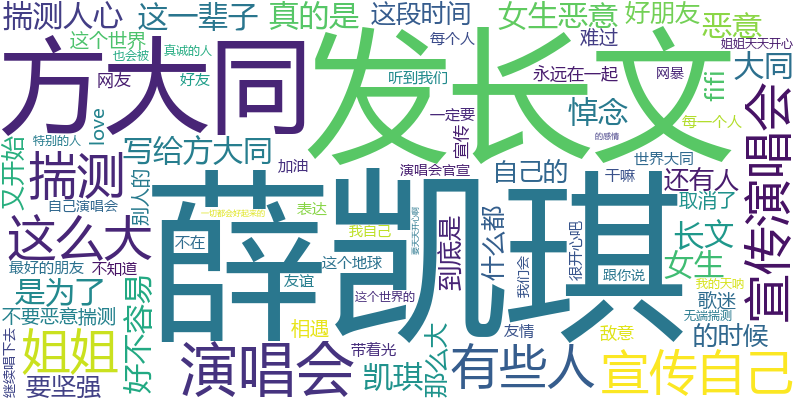 揣测人心
这一辈子
真的是
这段时间
女生恶意
好朋友
恶意
这个世界
真诚的人
每个人
难过
姐姐天天开心
也会被
方大同
发长文
网友
好友
听到我们
永远在一起
网暴
大同
fifi
love
悼念
一定要
宣传
每一个人
的感情
特别的人
又开始
揣测
写给方大同
加油
演唱会官宣
自己的
世界大同
干嘛
还有人
宣传演唱会
别人的
自己演唱会
表达
一切都会好起来的
我自己
要天天开心啊
取消了
薛凯琪
这么大
不在
到底是
什么都
很开心吧
长文
最好的朋友
不知道
友谊
这个地球
我们会
跟你说
女生
是为了
好不容易
这个世界的
我的天呐
歌迷
无端揣测
不要恶意揣测
相遇
友情
敌意
的时候
继续唱下去
姐姐
演唱会
带着光
那么大
有些人
宣传自己
要坚强
凯琪